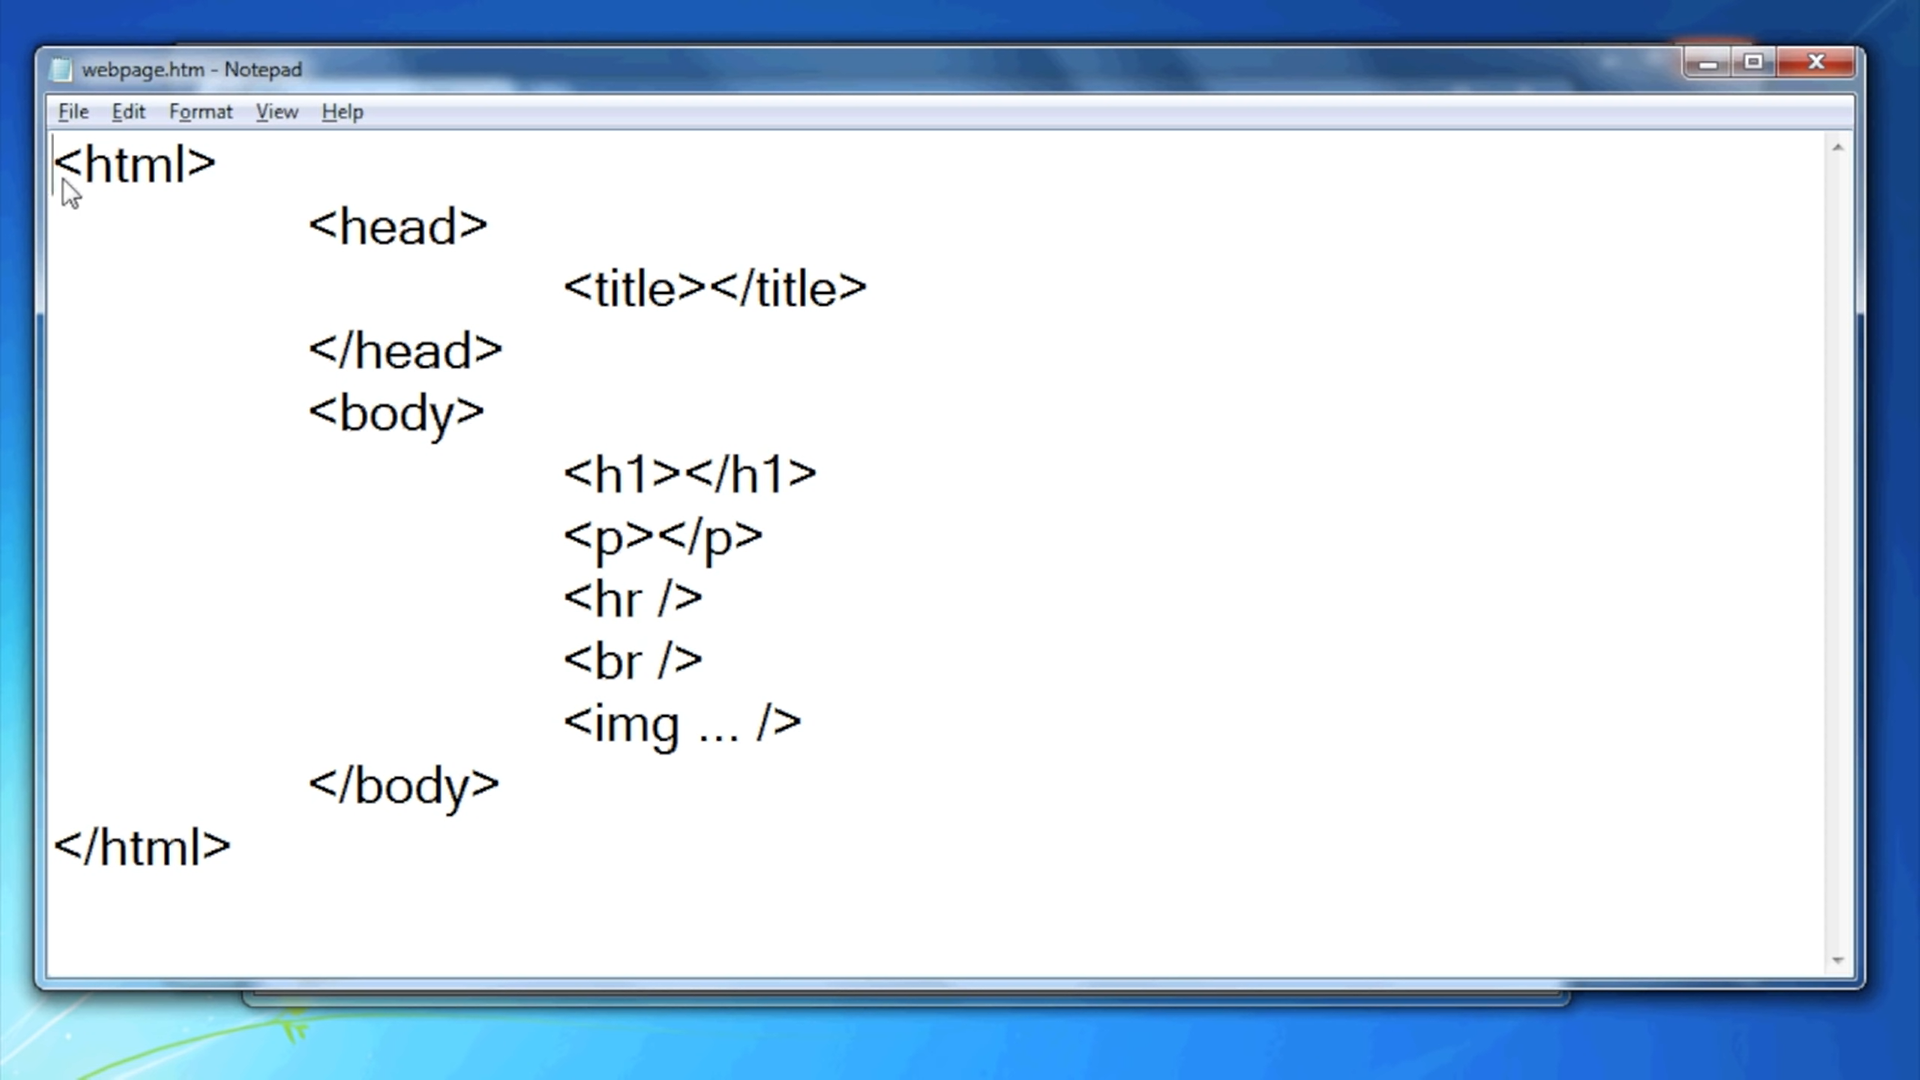 webpage.htm - Notepad
File Edit Format View Help
<html>
<head>
<title></title>
</head>
<body>
<h1></h1>
<p></p>
<hr />
<br />
<img ... />
</body>
</html>